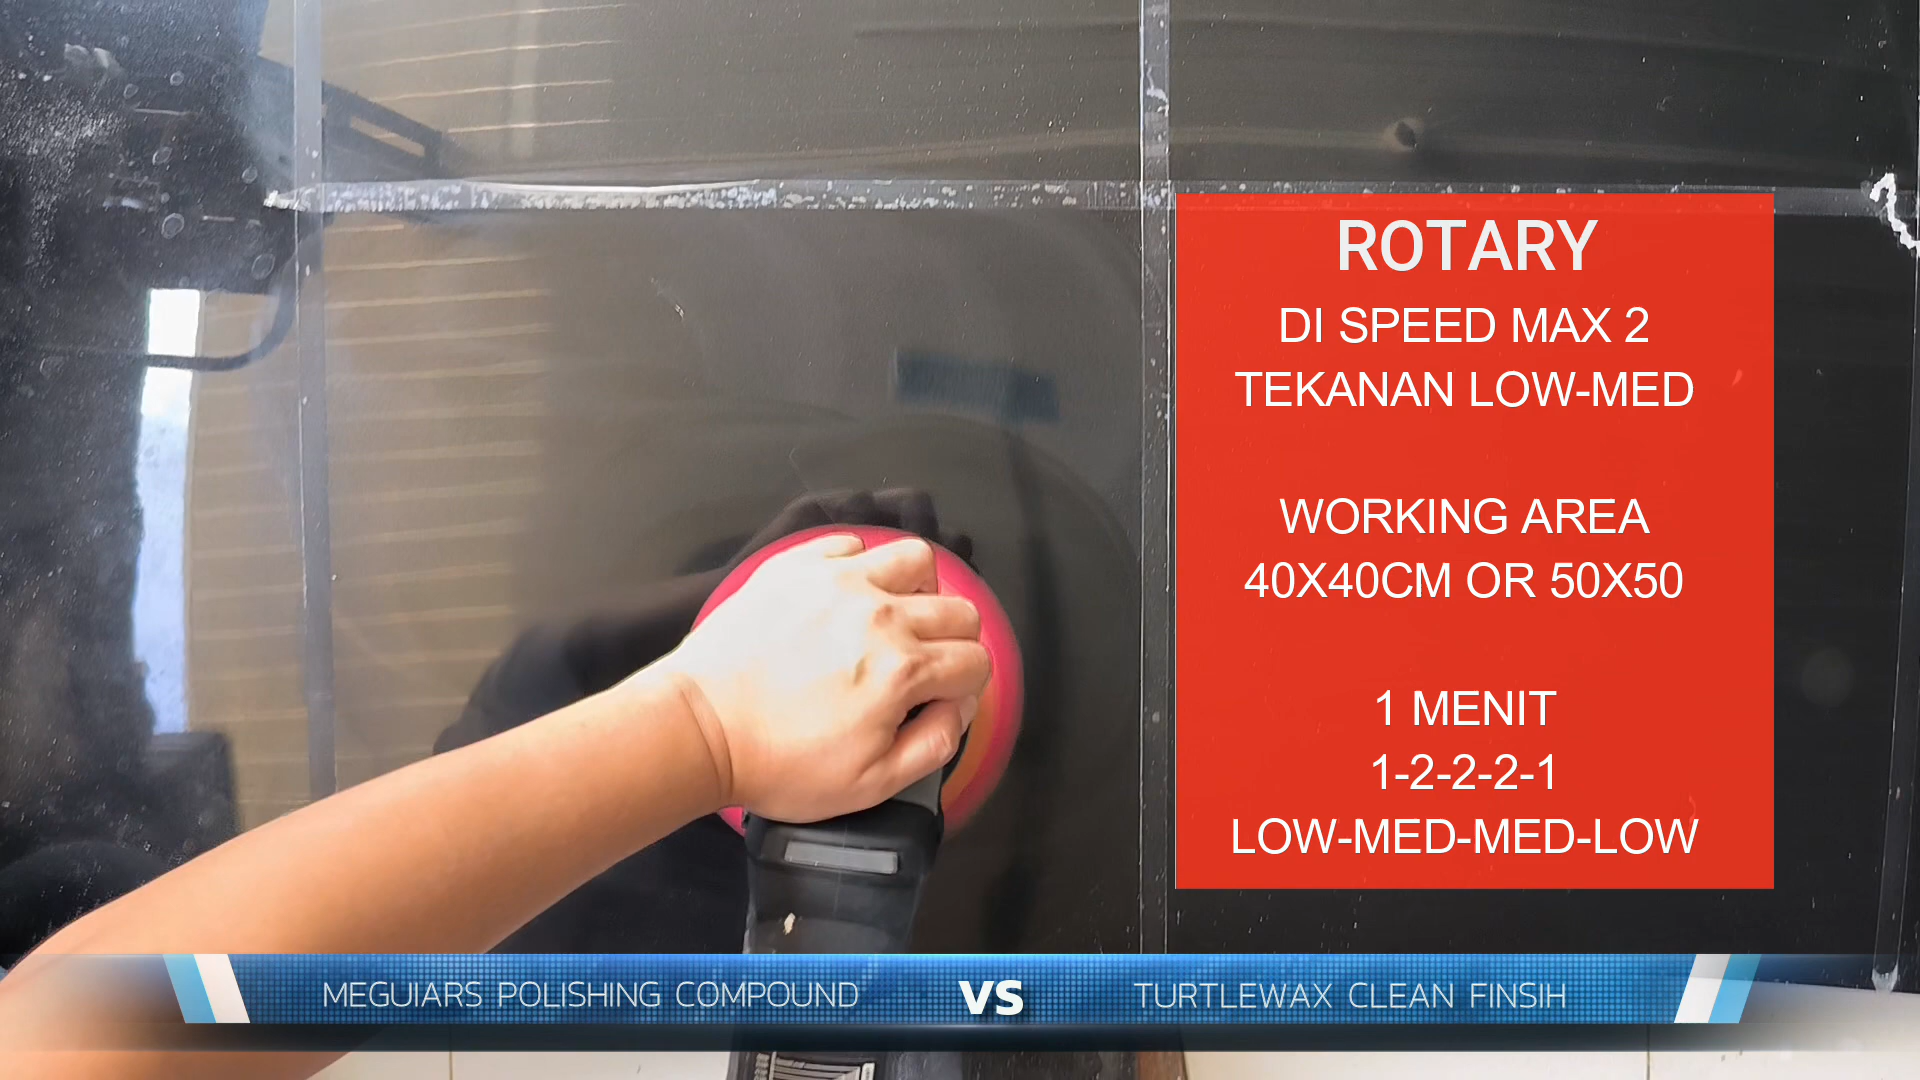 ROTARY
DI SPEED MAX 2
TEKANAN LOW-MED
WORKING AREA
40X40CM OR 50X50
1 MENIT
1-2-2-2-1
LOW-MED-MED-LOW
MEGUIARS POLISHING COMPOUND VS TURTLEWAX CLEAN FINSIH